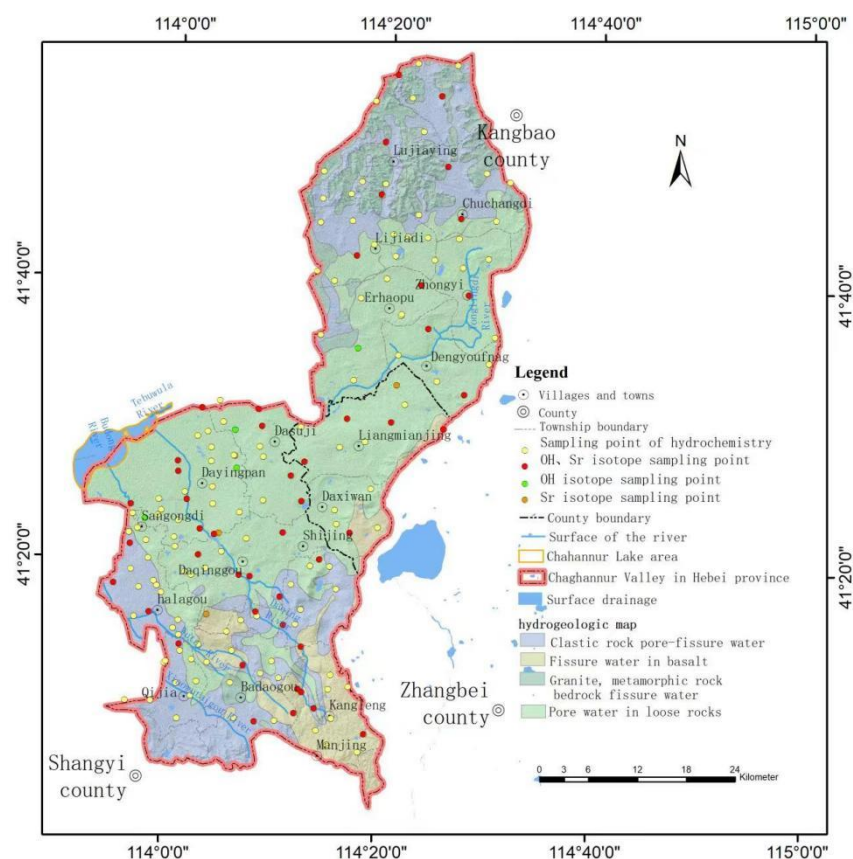 114°0'0"
114°20'0"
114°40'0"
115°0'0"
N
Kangbao
county
Lujiaying
Chuchangdi
Lijiadi
41°40'0"
41°40'0"
Zhongyi
Erhaopu
River
Dengyoufnag
Legend
Villages and towns
County
Township boundary
Sampling point of hydrochemistry
OH、Sr isotope sampling point
OH isotope sampling point
Sr isotope sampling point
County boundary
Surface of the river
Chahannur Lake area
Chaghannur Valley in Hebei province
Surface drainage
hydrogeologic map
Clastic rock pore-fissure water
Fissure water in basalt
Granite, metamorphic rock
bedrock fissure water
Pore water in loose rocks
Tebuwula
River
River
Dasuji
Liangmianjing
Dayingpan
Daxiwan
Sangongdi
Shijing
41°20'0"
41°20'0"
Daqinggou
halagou
Qijia
Badaogou
Kangleng
Manjing
Zhangbei
county
Shangyi
county
0 3 6 12 18 24
Kilometer
114°0'0"
114°20'0"
114°40'0"
115°0'0"